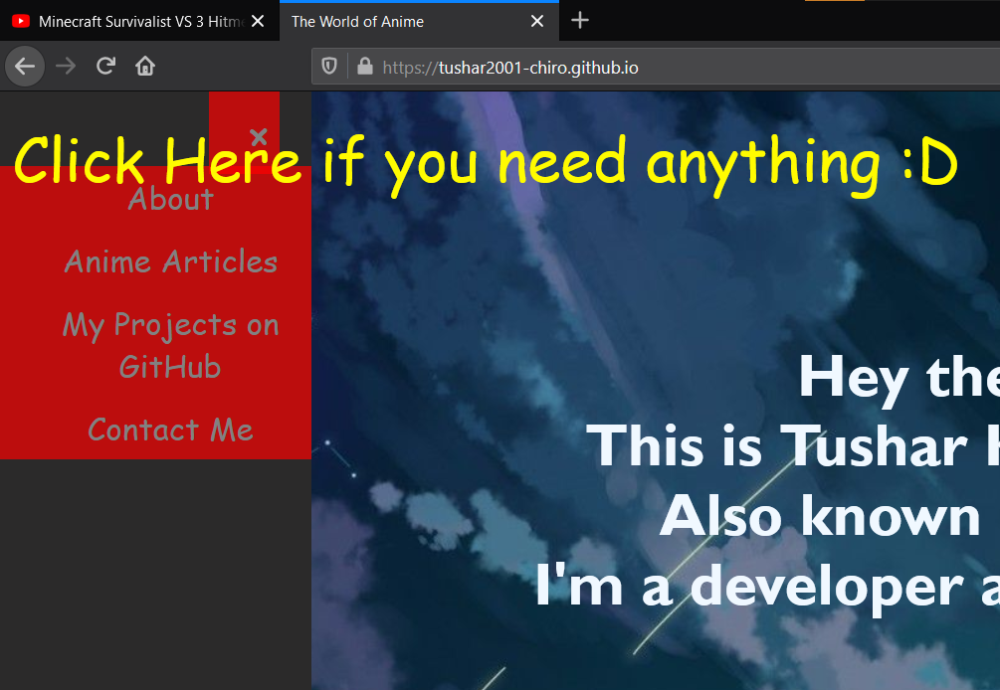 Minecraft Survivalist VS 3 Hitm
The World of Anime
https://tushar2001-chiro.github.io
×
Click Here if you need anything :D
About
Anime Articles
My Projects on
GitHub
Contact Me
Hey the
This is Tushar
Also known
I'm a developer a